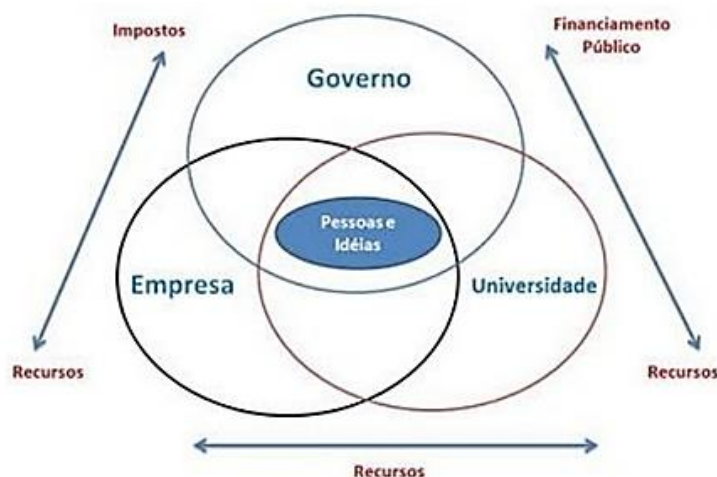 Impostos
Financiamento
Público
Governo
Pessoas e
Idéias
Empresa
Universidade
Recursos
Recursos
Recursos